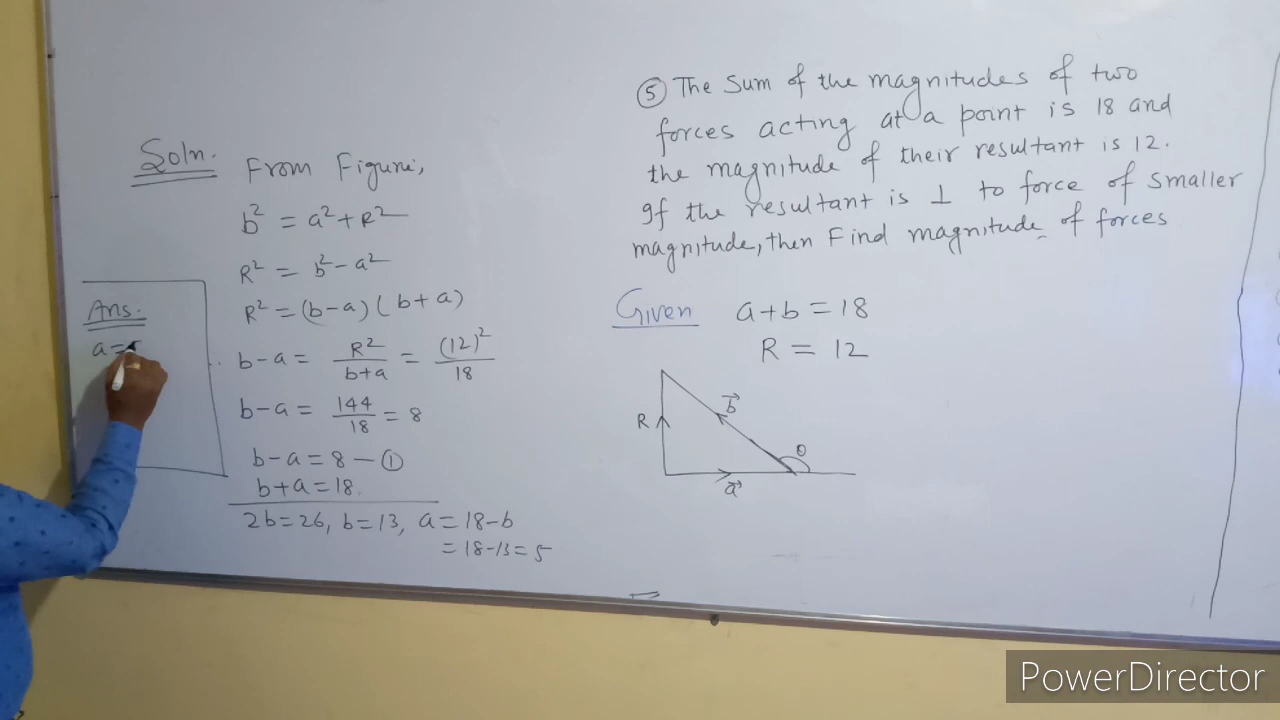 ⑤ The Sum of the magnitudes of two
forces acting at a point is 18 and
the magnitude of their resultant is 12.
If the resultant is ⊥ to force of smaller
magnitude, then Find magnitude of forces
Given a+b = 18
R = 12
R
b⃗
θ
a⃗
Soln. From Figure,
b² = a² + R²
R² = b² - a²
R² = (b-a)(b+a)
b-a = R²/b+a = (12)²/18
b-a = 144/18 = 8
b-a = 8 — ①
b+a = 18.
2b = 26, b = 13, a = 18-b
= 18-13 = 5
Ans.
a = 5
PowerDirector